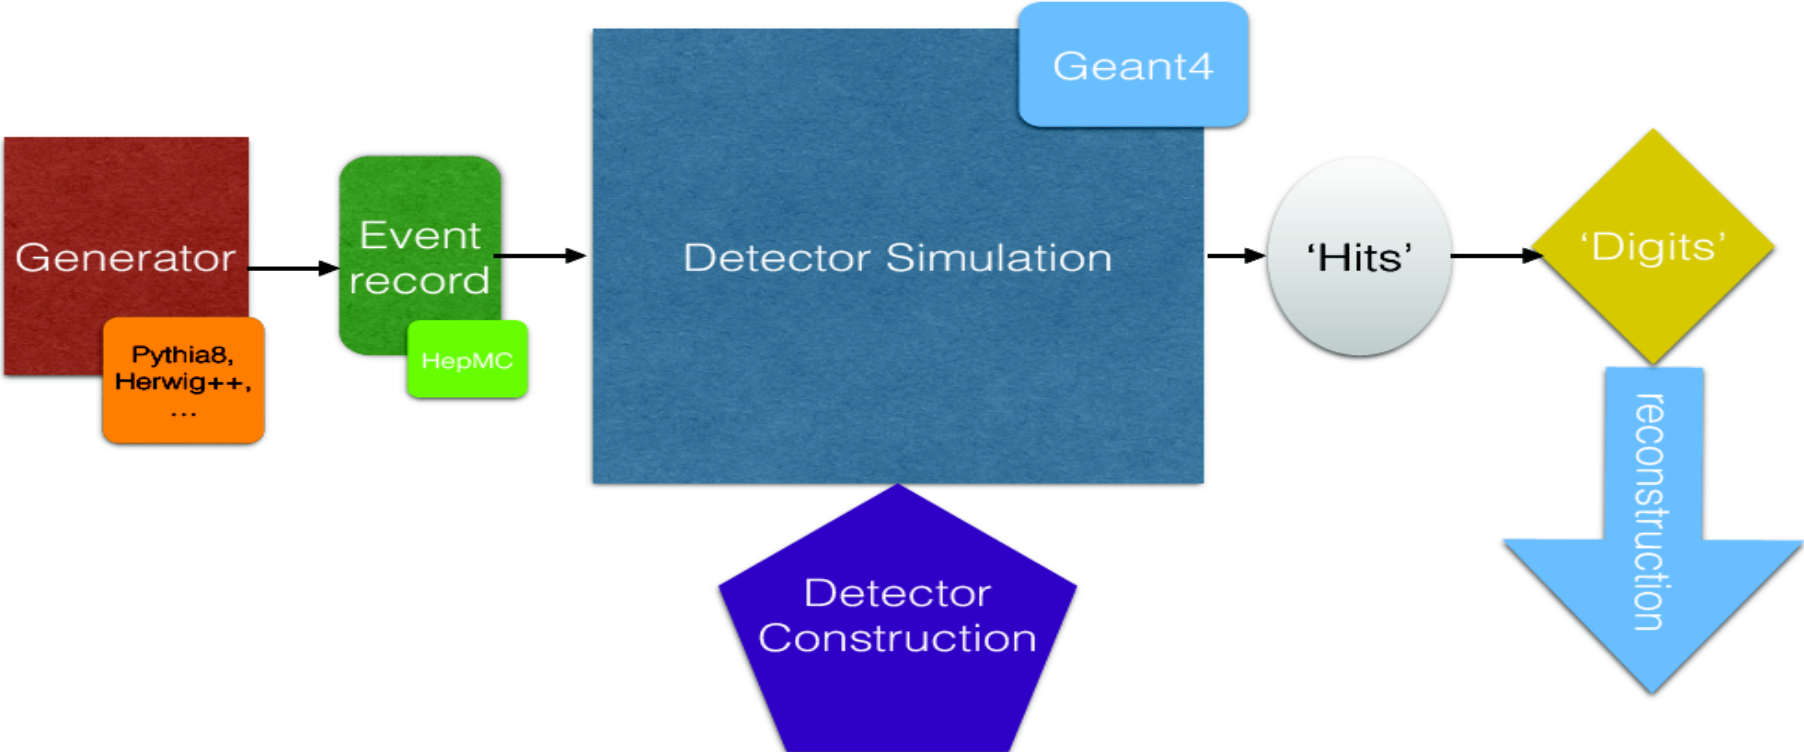 Geant4
Generator
Event
record
Detector Simulation
‘Hits’
‘Digits’
Pythia8,
Herwig++,
...
HepMC
reconstruction
Detector
Construction